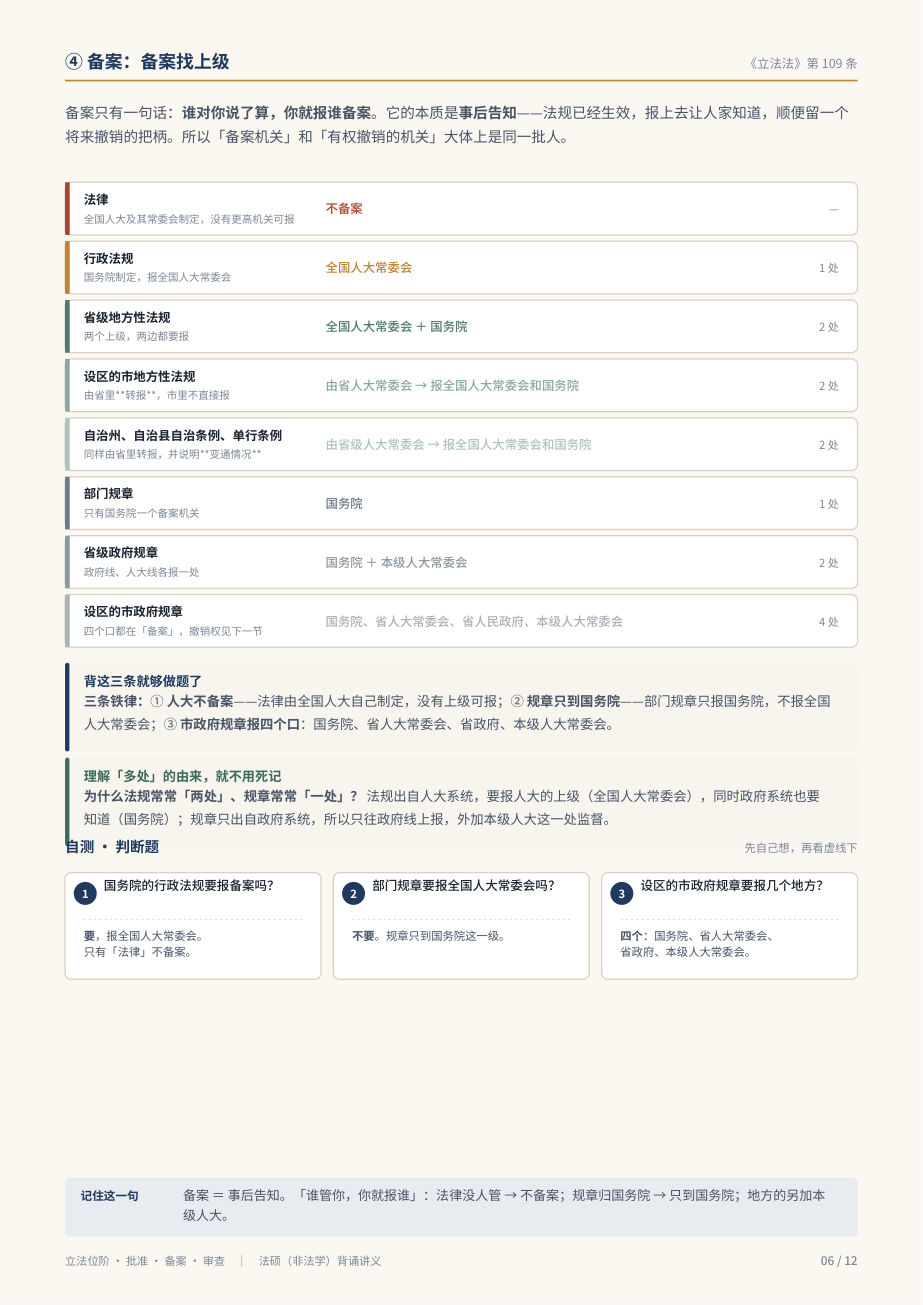 ④ 备案：备案找上级
《立法法》第 109 条
备案只有一句话：谁对你说了算，你就报谁备案。它的本质是事后告知——法规已经生效，报上去让人家知道，顺便留一个
将来撤销的把柄。所以「备案机关」和「有权撤销的机关」大体上是同一批人。
法律
全国人大及其常委会制定，没有更高机关可报
不备案
—
行政法规
国务院制定，报全国人大常委会
全国人大常委会
1 处
省级地方性法规
两个上级，两边都要报
全国人大常委会 ＋ 国务院
2 处
设区的市地方性法规
由省里**转报**，市里不直接报
由省人大常委会 → 报全国人大常委会和国务院
2 处
自治州、自治县自治条例、单行条例
同样由省里转报，并说明**变通情况**
由省级人大常委会 → 报全国人大常委会和国务院
2 处
部门规章
只有国务院一个备案机关
国务院
1 处
省级政府规章
政府线、人大线各报一处
国务院 ＋ 本级人大常委会
2 处
设区的市政府规章
四个口都在「备案」，撤销权见下一节
国务院、省人大常委会、省人民政府、本级人大常委会
4 处
背这三条就够做题了
三条铁律：① 人大不备案——法律由全国人大自己制定，没有上级可报；② 规章只到国务院——部门规章只报国务院，不报全国
人大常委会；③ 市政府规章报四个口：国务院、省人大常委会、省政府、本级人大常委会。
理解「多处」的由来，就不用死记
为什么法规常常「两处」、规章常常「一处」？ 法规出自人大系统，要报人大的上级（全国人大常委会），同时政府系统也要
知道（国务院）；规章只出自政府系统，所以只往政府线上报，外加本级人大这一处监督。
自测 · 判断题
先自己想，再看虚线下
1 国务院的行政法规要报备案吗？
要，报全国人大常委会。
只有「法律」不备案。
2 部门规章要报全国人大常委会吗？
不要。规章只到国务院这一级。
3 设区的市政府规章要报几个地方？
四个：国务院、省人大常委会、
省政府、本级人大常委会。
记住这一句
备案 ＝ 事后告知。「谁管你，你就报谁」：法律没人管 → 不备案；规章归国务院 → 只到国务院；地方的另加本
级人大。
立法位阶 · 批准 · 备案 · 审查 ｜ 法硕（非法学）背诵讲义
06 / 12